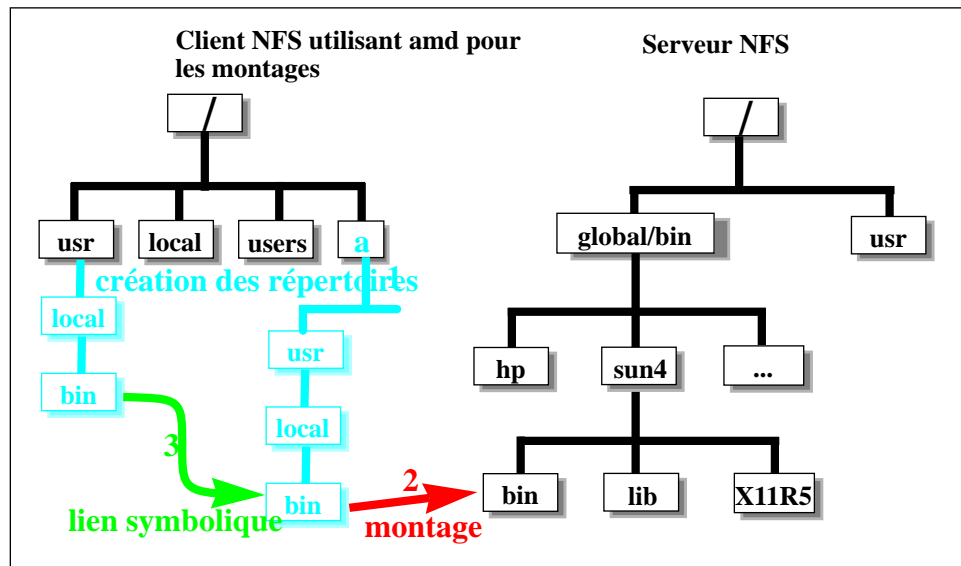 Client NFS utilisant amd pour
les montages
Serveur NFS
/
/
usr
local
users
a
global/bin
usr
1
création des répertoires
local
usr
hp
sun4
...
bin
local
3
bin
2
bin
lib
X11R5
lien symbolique
montage